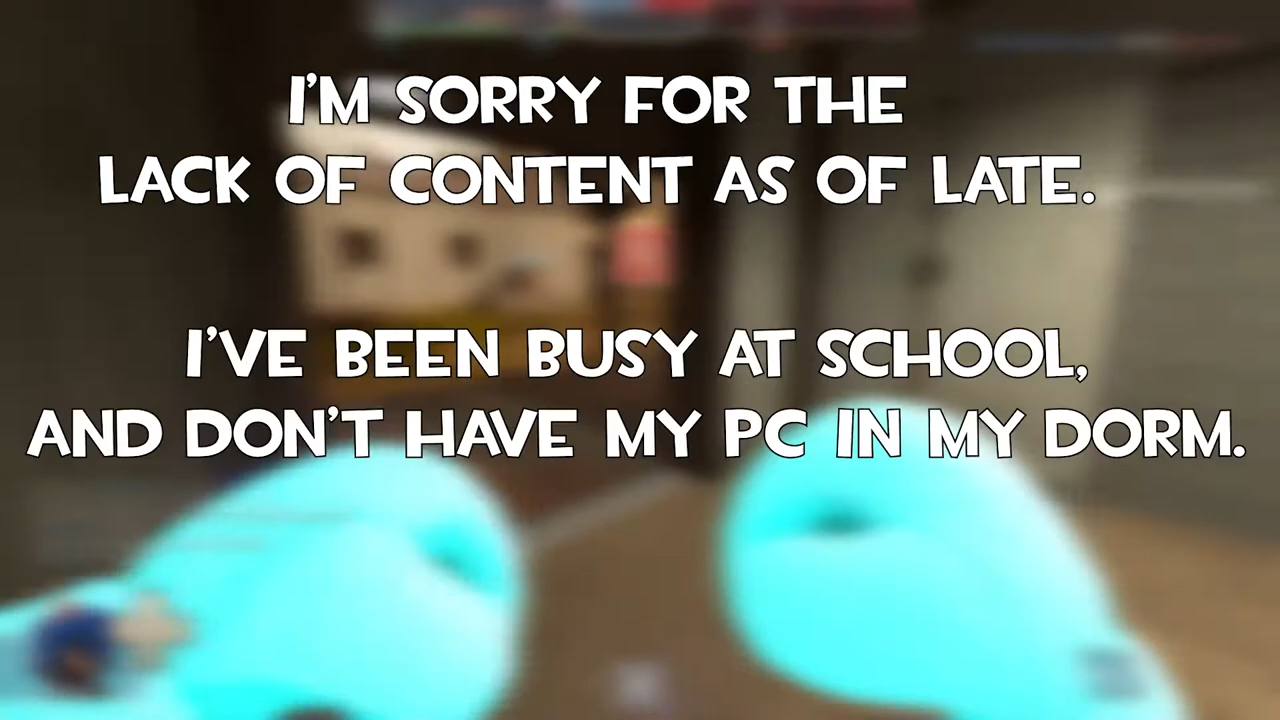 I'M SORRY FOR THE
LACK OF CONTENT AS OF LATE.
I'VE BEEN BUSY AT SCHOOL,
AND DON'T HAVE MY PC IN MY DORM.